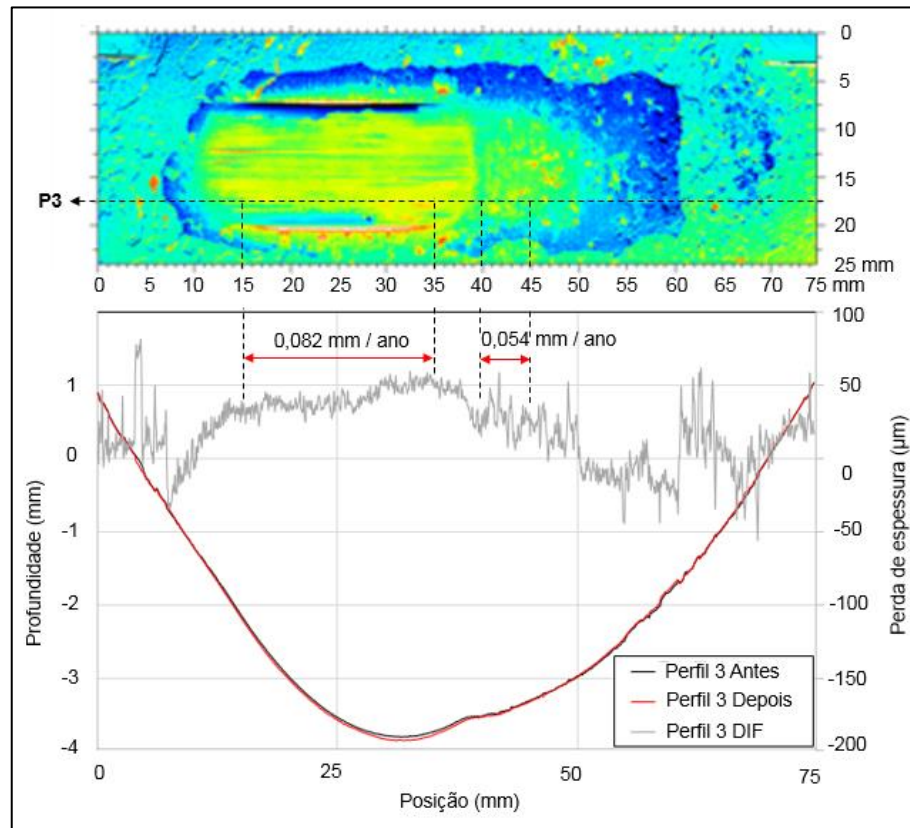 0
5
10
P3
15
20
25 mm
0 5 10 15 20 25 30 35 40 45 50 55 60 65 70 75 mm
100
0,082 mm / ano 0,054 mm / ano
1 50
0 0
-1 -50
-2 -100
-3 -150
-4 -200
Profundidade (mm)
Perda de espessura (µm)
Perfil 3 Antes
Perfil 3 Depois
Perfil 3 DIF
0 25 50 75
Posição (mm)